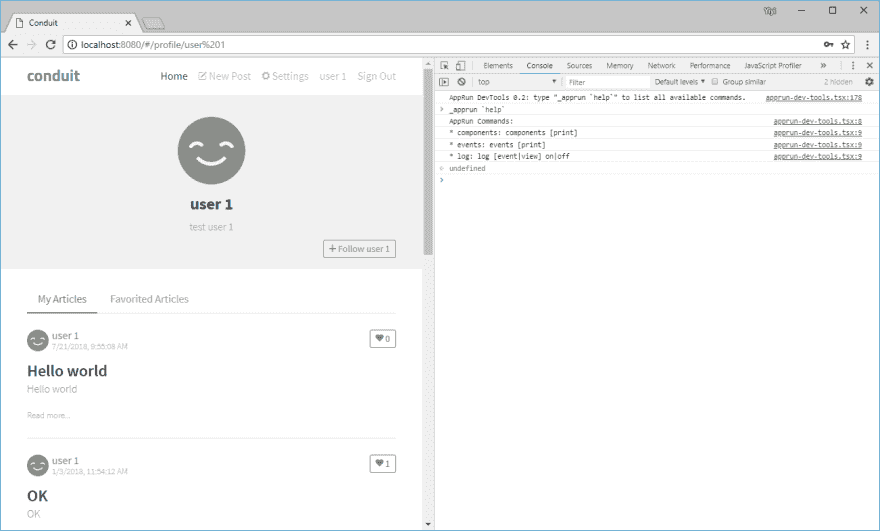 Conduit
localhost:8080/#/profile/user%201
conduit
Home New Post Settings user 1 Sign Out
user 1
test user 1
+ Follow user 1
My Articles Favorited Articles
user 1
7/21/2018, 9:55:08 AM
0
Hello world
Hello world
Read more...
user 1
1/3/2018, 11:54:12 AM
1
OK
OK
Elements Console Sources Memory Network Performance JavaScript Profiler »
top Filter Default levels ▼ Group similar 2 hidden
AppRun DevTools 0.2: type "_apprun `help`" to list all available commands. apprun-dev-tools.tsx:178
> _apprun `help`
AppRun Commands: apprun-dev-tools.tsx:8
* components: components [print] apprun-dev-tools.tsx:9
* events: events [print] apprun-dev-tools.tsx:9
* log: log [event|view] on|off apprun-dev-tools.tsx:9
undefined
>